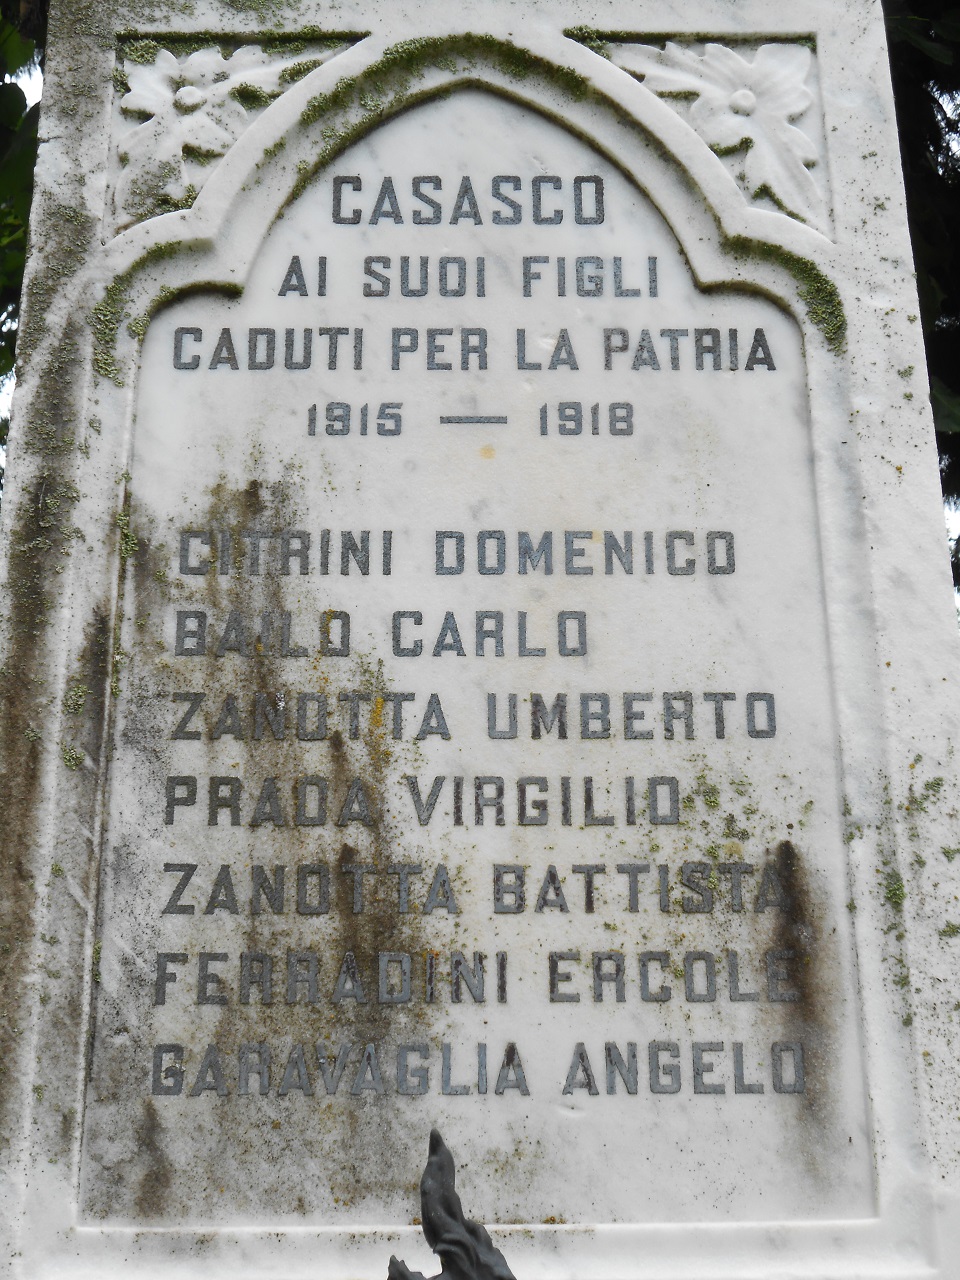 CASASCO
AI SUOI FIGLI
CADUTI PER LA PATRIA
1915 — 1918
CITRINI DOMENICO
BAILO CARLO
ZANOTTA UMBERTO
PRADA VIRGILIO
ZANOTTA BATTISTA
FERRADINI ERCOLE
GARAVAGLIA ANGELO